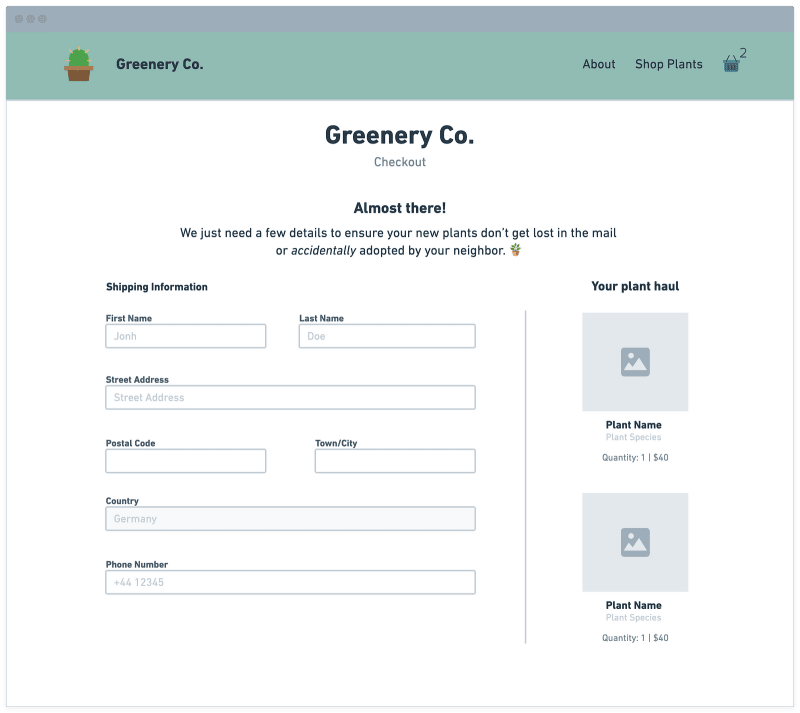 Greenery Co.
About
Shop Plants
2
Greenery Co.
Checkout
Almost there!
We just need a few details to ensure your new plants don't get lost in the mail
or accidentally adopted by your neighbor. 🪴
Shipping Information
First Name
Last Name
Jonh
Doe
Street Address
Street Address
Postal Code
Town/City
Country
Germany
Phone Number
+44 12345
Your plant haul
Plant Name
Plant Species
Quantity: 1 | $40
Plant Name
Plant Species
Quantity: 1 | $40